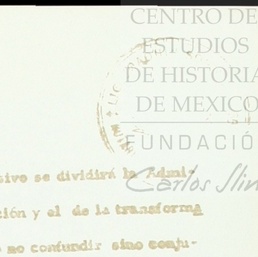 CENTRO DE
ESTUDIOS
DE HISTORIA
DE MEXICO
FUNDACIÓ
Carlos Slim
sivo se dividirá la Admi-
ción y el de la transforma
no confundir sino conju-